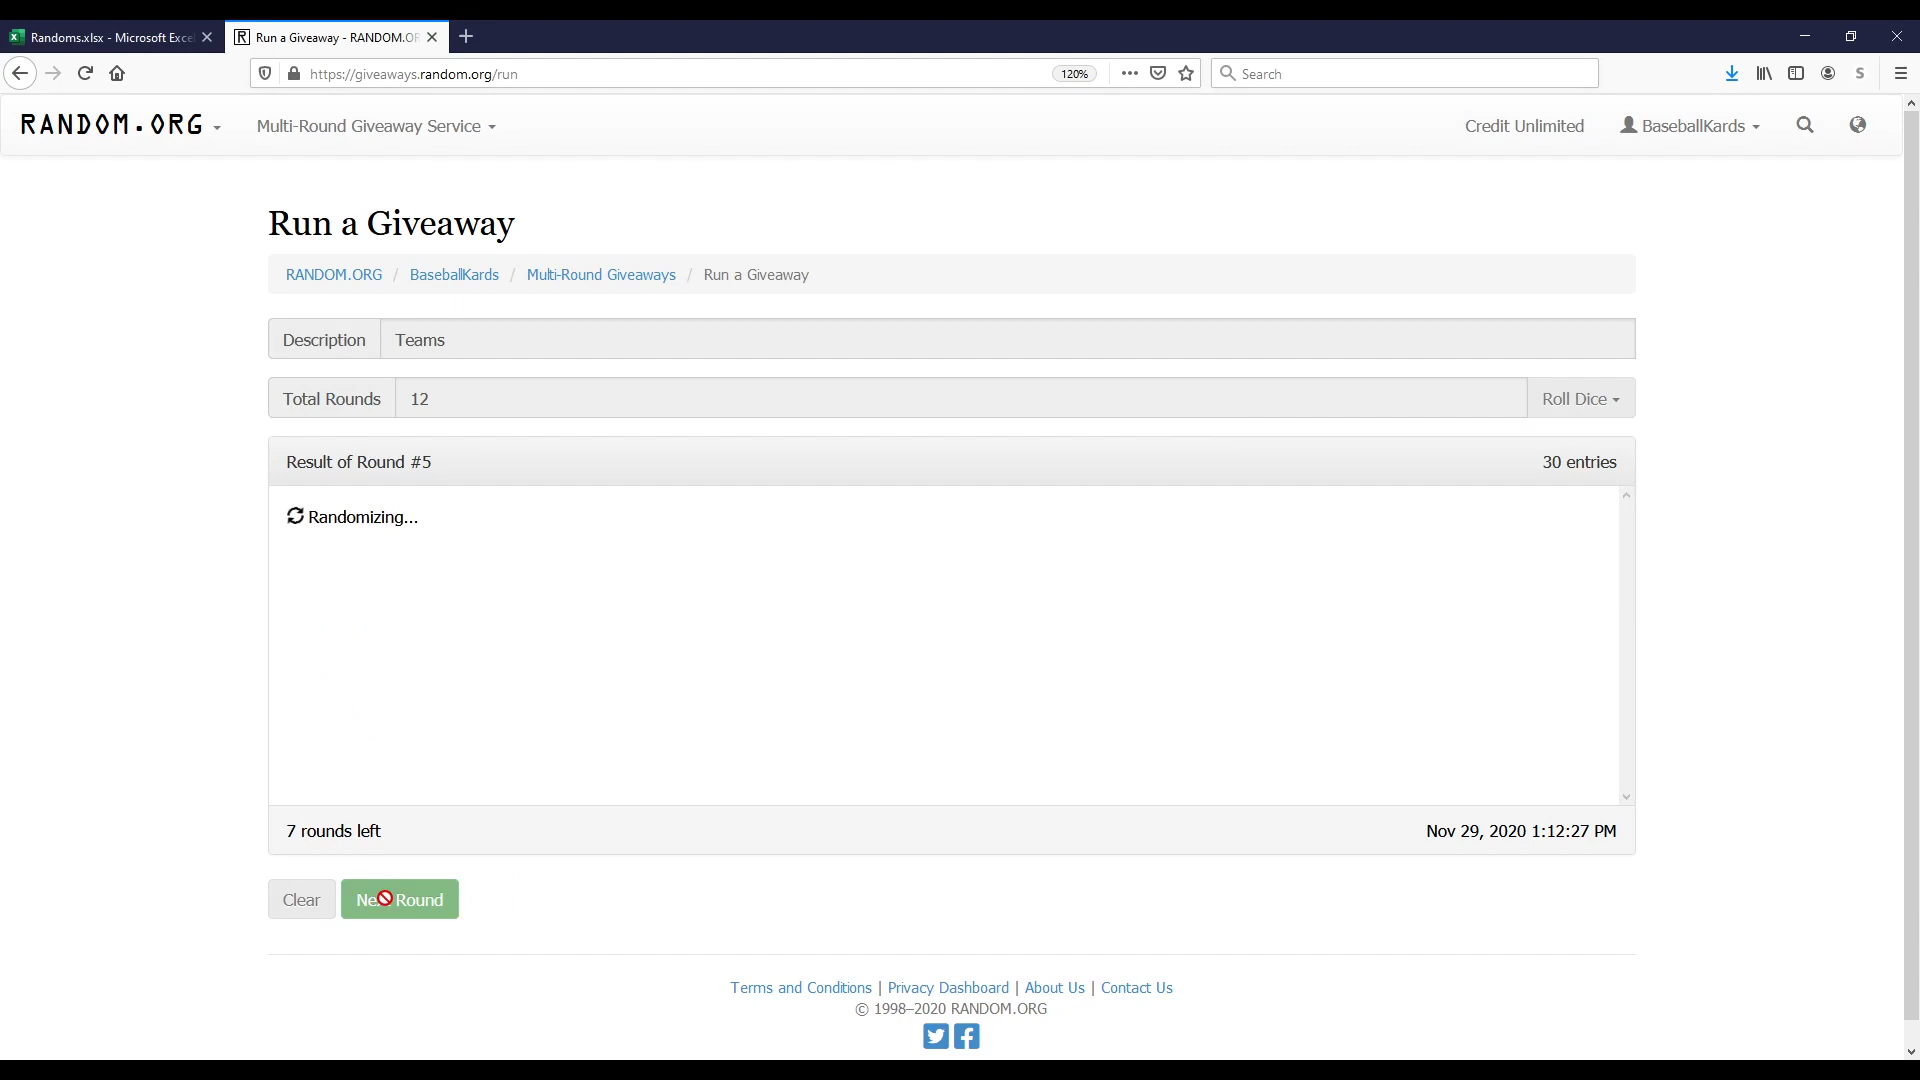 Randoms.xlsx - Microsoft Exce
Run a Giveaway - RANDOM.OR
https://giveaways.random.org/run
120%
Search
S
RANDOM.ORG
Multi-Round Giveaway Service
Credit Unlimited
BaseballKards
Run a Giveaway
RANDOM.ORG / BaseballKards / Multi-Round Giveaways / Run a Giveaway
Description Teams
Total Rounds 12 Roll Dice
Result of Round #5 30 entries
Randomizing...
7 rounds left Nov 29, 2020 1:12:27 PM
Clear Next Round
Terms and Conditions | Privacy Dashboard | About Us | Contact Us
© 1998–2020 RANDOM.ORG